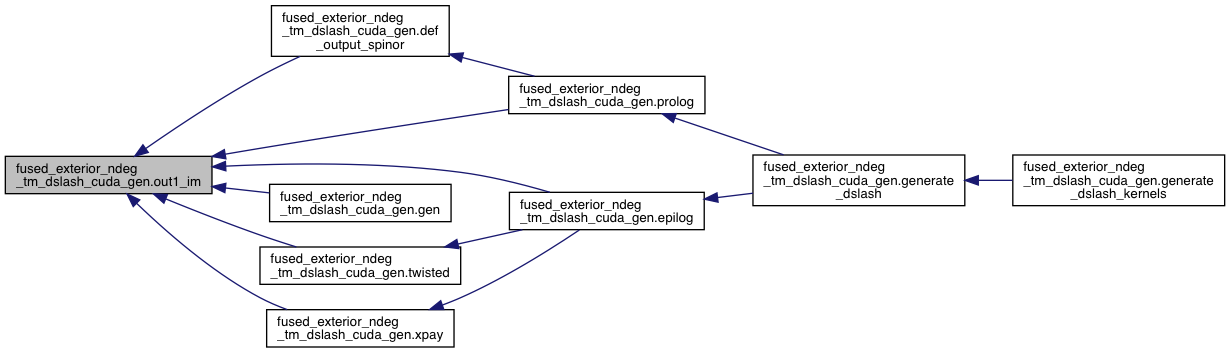 fused_exterior_ndeg
_tm_dslash_cuda_gen.def
_output_spinor
fused_exterior_ndeg
_tm_dslash_cuda_gen.prolog
fused_exterior_ndeg
_tm_dslash_cuda_gen.out1_im
fused_exterior_ndeg
_tm_dslash_cuda_gen.generate
_dslash
fused_exterior_ndeg
_tm_dslash_cuda_gen.generate
_dslash_kernels
fused_exterior_ndeg
_tm_dslash_cuda_gen.gen
fused_exterior_ndeg
_tm_dslash_cuda_gen.epilog
fused_exterior_ndeg
_tm_dslash_cuda_gen.twisted
fused_exterior_ndeg
_tm_dslash_cuda_gen.xpay